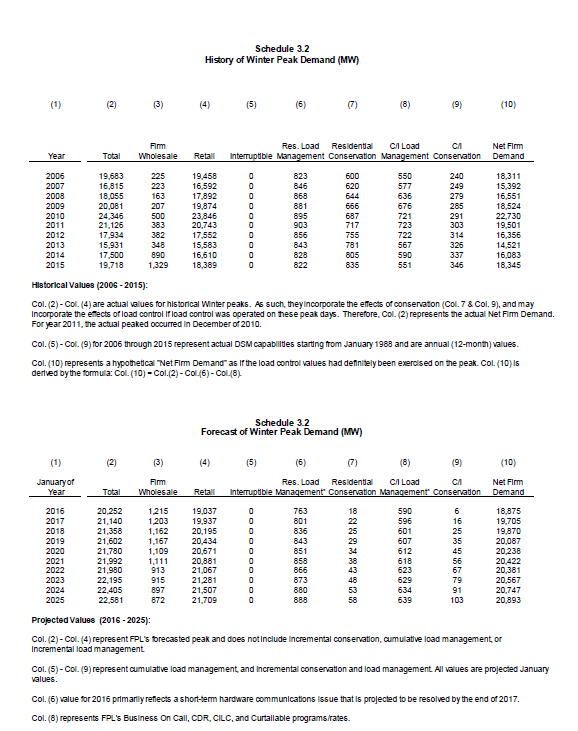 Schedule 3.2
History of Winter Peak Demand (MW)
(1) (2) (3) (4) (5) (6) (7) (8) (9) (10)
Firm Res. Load Residential C/I Load C/I Net Firm
Year Total Wholesale Retail Interruptible Management Conservation Management Conservation Demand
2006 19,683 225 19,458 0 823 600 550 240 18,311
2007 16,815 223 16,592 0 846 620 577 249 15,392
2008 18,055 163 17,892 0 868 644 636 279 16,551
2009 20,081 207 19,874 0 881 666 676 285 18,524
2010 24,346 500 23,846 0 895 687 721 291 22,730
2011 21,126 383 20,743 0 903 717 723 303 19,501
2012 17,934 382 17,552 0 856 755 722 314 16,356
2013 15,931 348 15,583 0 843 781 567 326 14,521
2014 17,500 890 16,610 0 828 805 590 337 16,083
2015 19,718 1,329 18,389 0 822 835 551 346 18,345
Historical Values (2006 - 2015):
Col. (2) - Col. (4) are actual values for historical Winter peaks. As such, they incorporate the effects of conservation (Col. 7 & Col. 9), and may
incorporate the effects of load control if load control was operated on these peak days. Therefore, Col. (2) represents the actual Net Firm Demand.
For year 2011, the actual peaked occurred in December of 2010.
Col. (5) - Col. (9) for 2006 through 2015 represent actual DSM capabilities starting from January 1988 and are annual (12-month) values.
Col. (10) represents a hypothetical "Net Firm Demand" as if the load control values had definitely been exercised on the peak. Col. (10) is
derived by the formula: Col. (10) = Col.(2) - Col.(6) - Col.(8).
Schedule 3.2
Forecast of Winter Peak Demand (MW)
(1) (2) (3) (4) (5) (6) (7) (8) (9) (10)
January of Firm Res. Load Residential C/I Load C/I Net Firm
Year Total Wholesale Retail Interruptible Management* Conservation Management* Conservation Demand
2016 20,252 1,215 19,037 0 763 18 590 6 18,875
2017 21,140 1,203 19,937 0 801 22 596 16 19,705
2018 21,358 1,162 20,195 0 836 25 601 25 19,870
2019 21,602 1,167 20,434 0 843 29 607 35 20,087
2020 21,780 1,109 20,671 0 851 34 612 45 20,238
2021 21,992 1,111 20,881 0 858 38 618 56 20,422
2022 21,980 913 21,067 0 866 43 623 67 20,381
2023 22,195 915 21,281 0 873 48 629 79 20,567
2024 22,405 897 21,507 0 880 53 634 91 20,747
2025 22,581 872 21,709 0 888 58 639 103 20,893
Projected Values (2016 - 2025):
Col. (2) - Col. (4) represent FPL's forecasted peak and does not include incremental conservation, cumulative load management, or
incremental load management.
Col. (5) - Col. (9) represent cumulative load management, and incremental conservation and load management. All values are projected January
values.
Col. (6) value for 2016 primarily reflects a short-term hardware communications issue that is projected to be resolved by the end of 2017.
Col. (8) represents FPL's Business On Call, CDR, CILC, and Curtailable programs/rates.